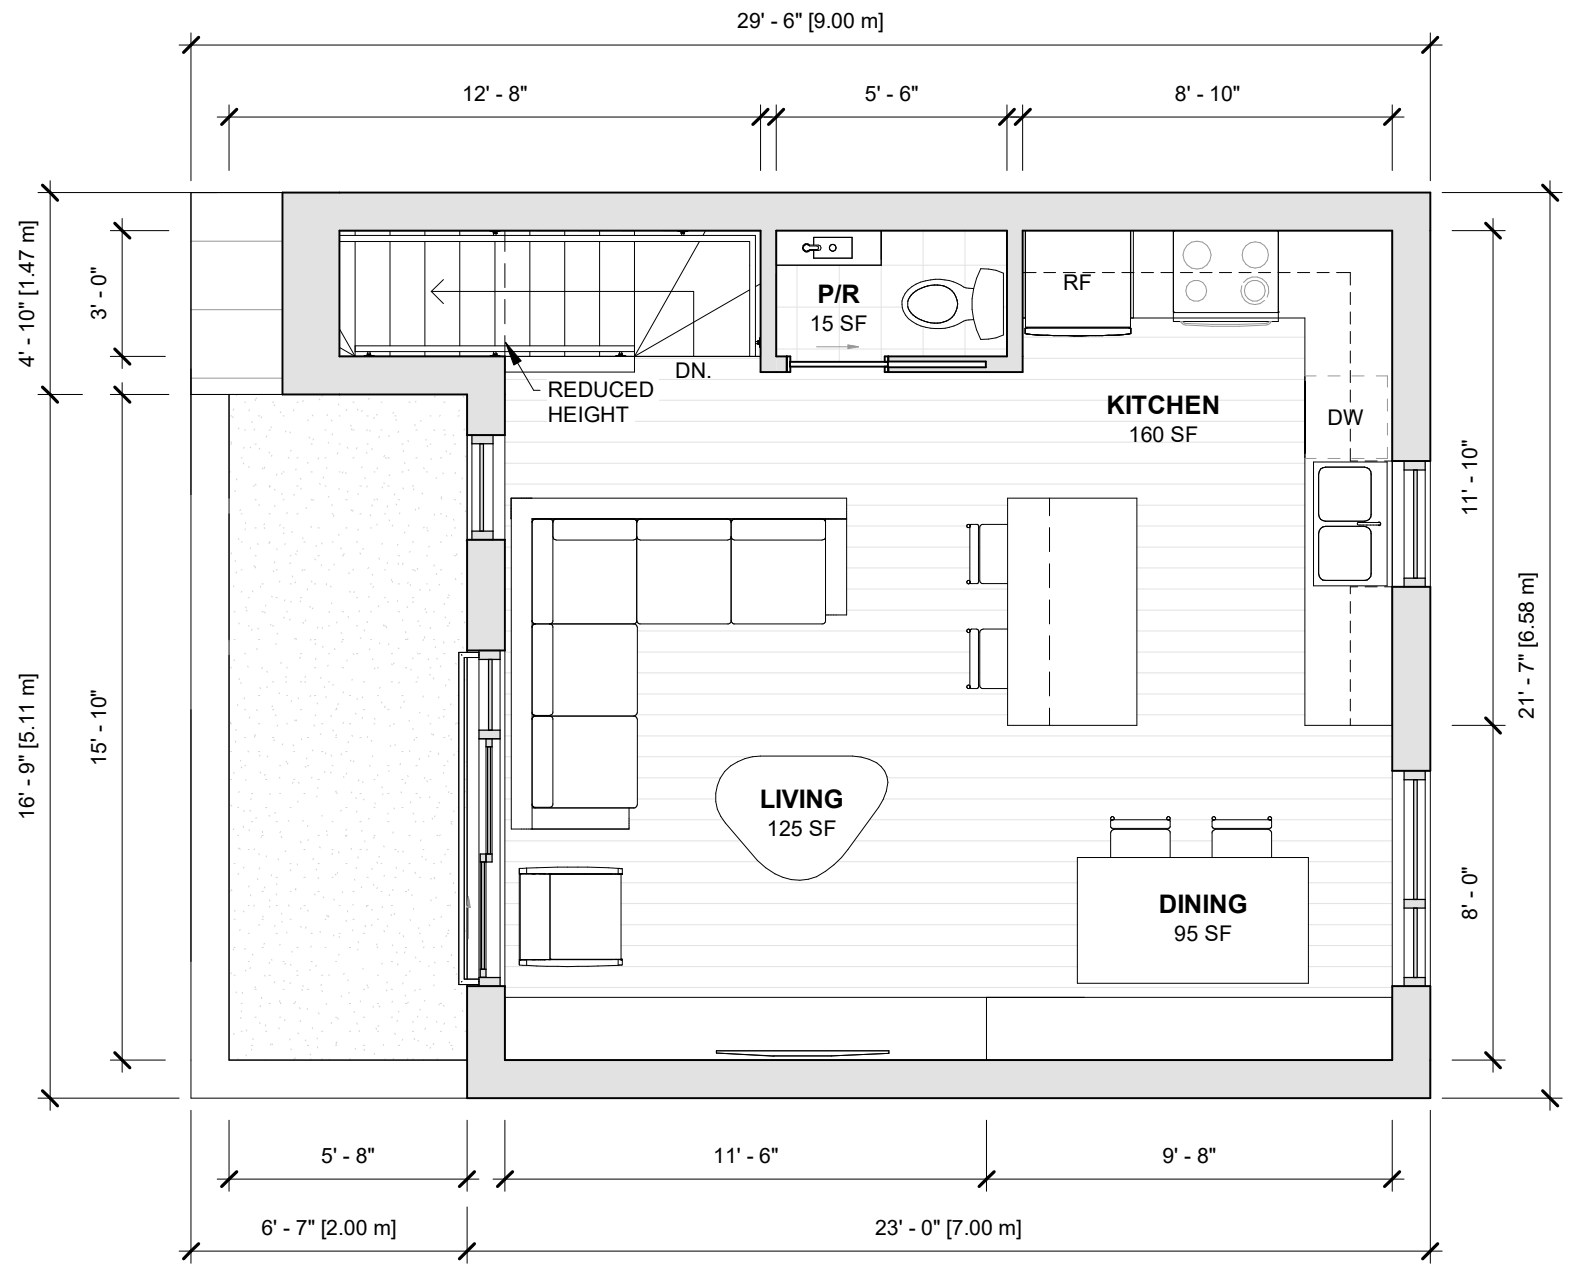 29' - 6" [9.00 m]
12' - 8"
5' - 6"
8' - 10"
4' - 10" [1.47 m]
3' - 0"
P/R
15 SF
RF
DN.
REDUCED
HEIGHT
KITCHEN
160 SF
DW
11' - 10"
21' - 7" [6.58 m]
16' - 9" [5.11 m]
15' - 10"
LIVING
125 SF
DINING
95 SF
8' - 0"
5' - 8"
11' - 6"
9' - 8"
6' - 7" [2.00 m]
23' - 0" [7.00 m]